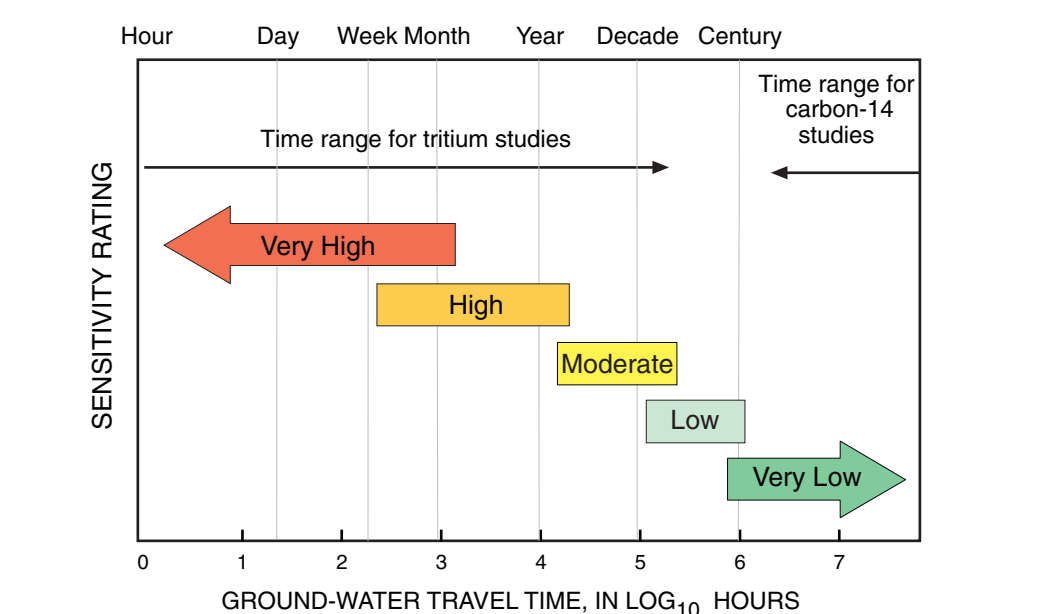 Hour Day Week Month Year Decade Century
Time range for
carbon-14
studies
Time range for tritium studies
SENSITIVITY RATING
Very High
High
Moderate
Low
Very Low
0 1 2 3 4 5 6 7
GROUND-WATER TRAVEL TIME, IN LOG10 HOURS